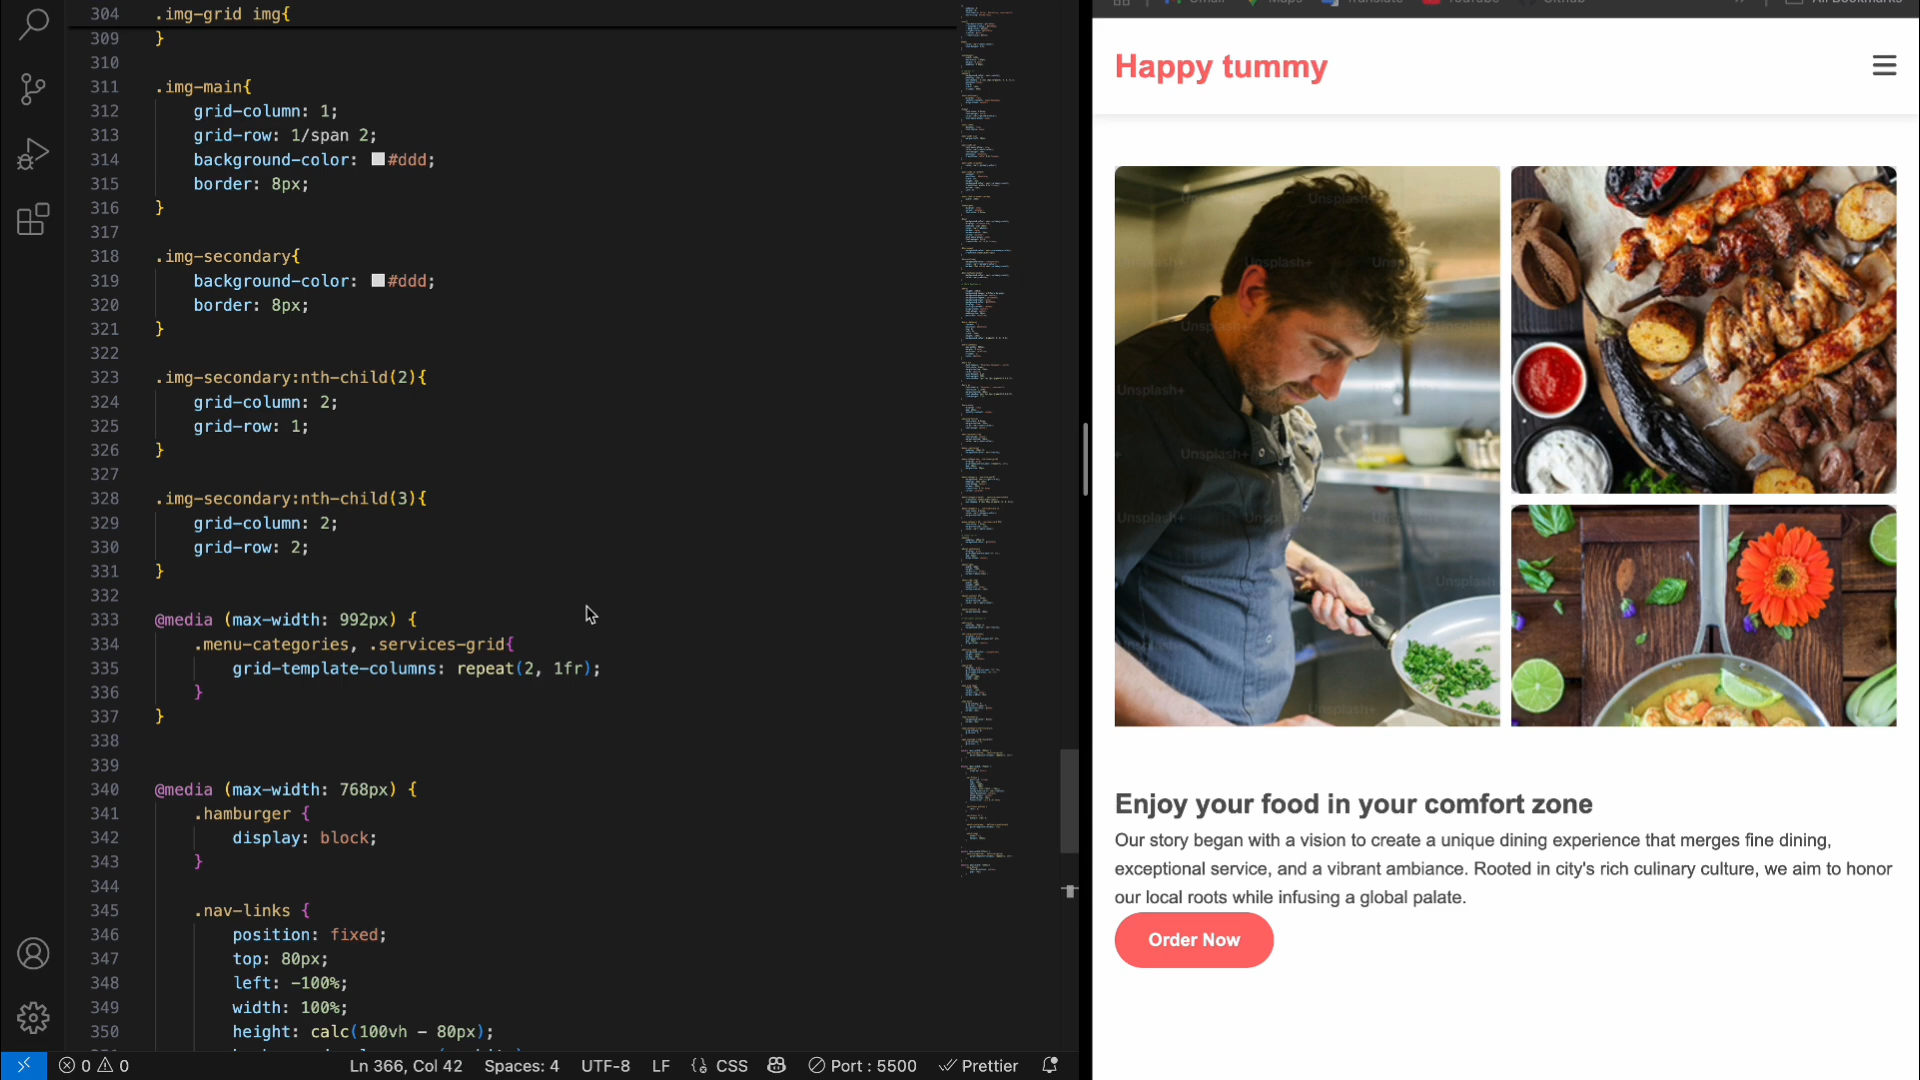 304 .img-grid img{
309 }
310
311 .img-main{
312 grid-column: 1;
313 grid-row: 1/span 2;
314 background-color: #ddd;
315 border: 8px;
316 }
317
318 .img-secondary{
319 background-color: #ddd;
320 border: 8px;
321 }
322
323 .img-secondary:nth-child(2){
324 grid-column: 2;
325 grid-row: 1;
326 }
327
328 .img-secondary:nth-child(3){
329 grid-column: 2;
330 grid-row: 2;
331 }
332
333 @media (max-width: 992px) {
334 .menu-categories, .services-grid{
335 grid-template-columns: repeat(2, 1fr);
336 }
337 }
338
339
340 @media (max-width: 768px) {
341 .hamburger {
342 display: block;
343 }
344
345 .nav-links {
346 position: fixed;
347 top: 80px;
348 left: -100%;
349 width: 100%;
350 height: calc(100vh - 80px);
0 0 Ln 366, Col 42 Spaces: 4 UTF-8 LF CSS Port : 5500 Prettier
Gmail Maps Translate YouTube Github All Bookmarks
Happy tummy
Unsplash+
Enjoy your food in your comfort zone
Our story began with a vision to create a unique dining experience that merges fine dining,
exceptional service, and a vibrant ambiance. Rooted in city's rich culinary culture, we aim to honor
our local roots while infusing a global palate.
Order Now